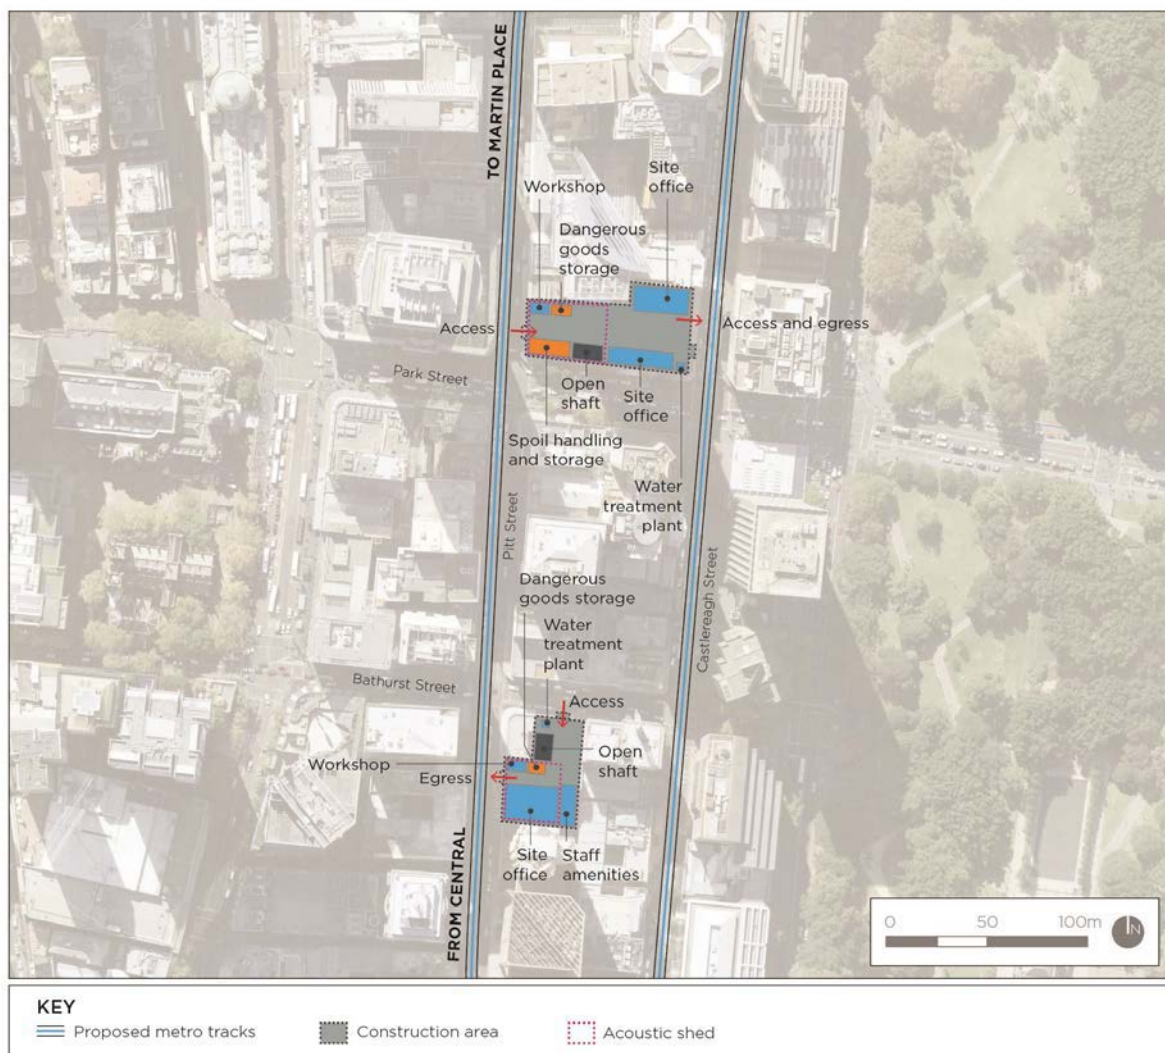 TO MARTIN PLACE
Site
office
Workshop
Dangerous
goods
storage
Access
Access and egress
Park Street
Open
shaft
Site
office
Spoil handling
and storage
Water
treatment
plant
Pitt Street
Castlereagh Street
Dangerous
goods storage
Water
treatment
plant
Bathurst Street
Access
Open
shaft
Workshop
Egress
Site
office
Staff
amenities
FROM CENTRAL
0 50 100m
N
KEY
Proposed metro tracks
Construction area
Acoustic shed